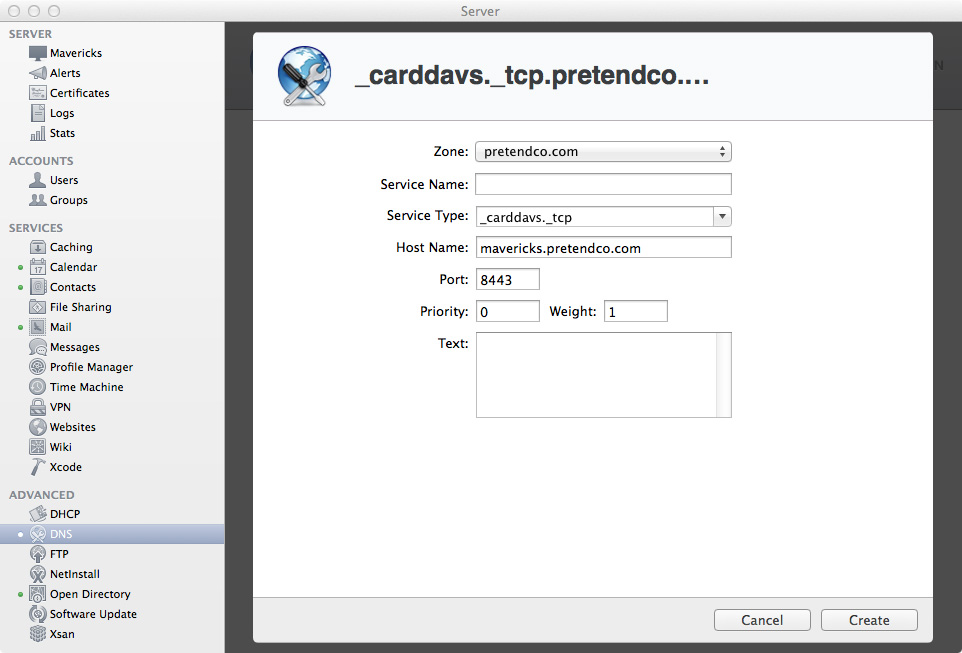 Server
SERVER
Mavericks
Alerts
Certificates
Logs
Stats
ACCOUNTS
Users
Groups
SERVICES
Caching
17
Calendar
Contacts
File Sharing
Mail
Messages
Profile Manager
Time Machine
VPN
Websites
Wiki
Xcode
ADVANCED
DHCP
DNS
FTP
NetInstall
Open Directory
Software Update
Xsan
_carddavs._tcp.pretendco....
N
Zone: pretendco.com
Service Name:
Service Type: _carddavs._tcp
Host Name: mavericks.pretendco.com
Port: 8443
Priority: 0 Weight: 1
Text:
Cancel Create